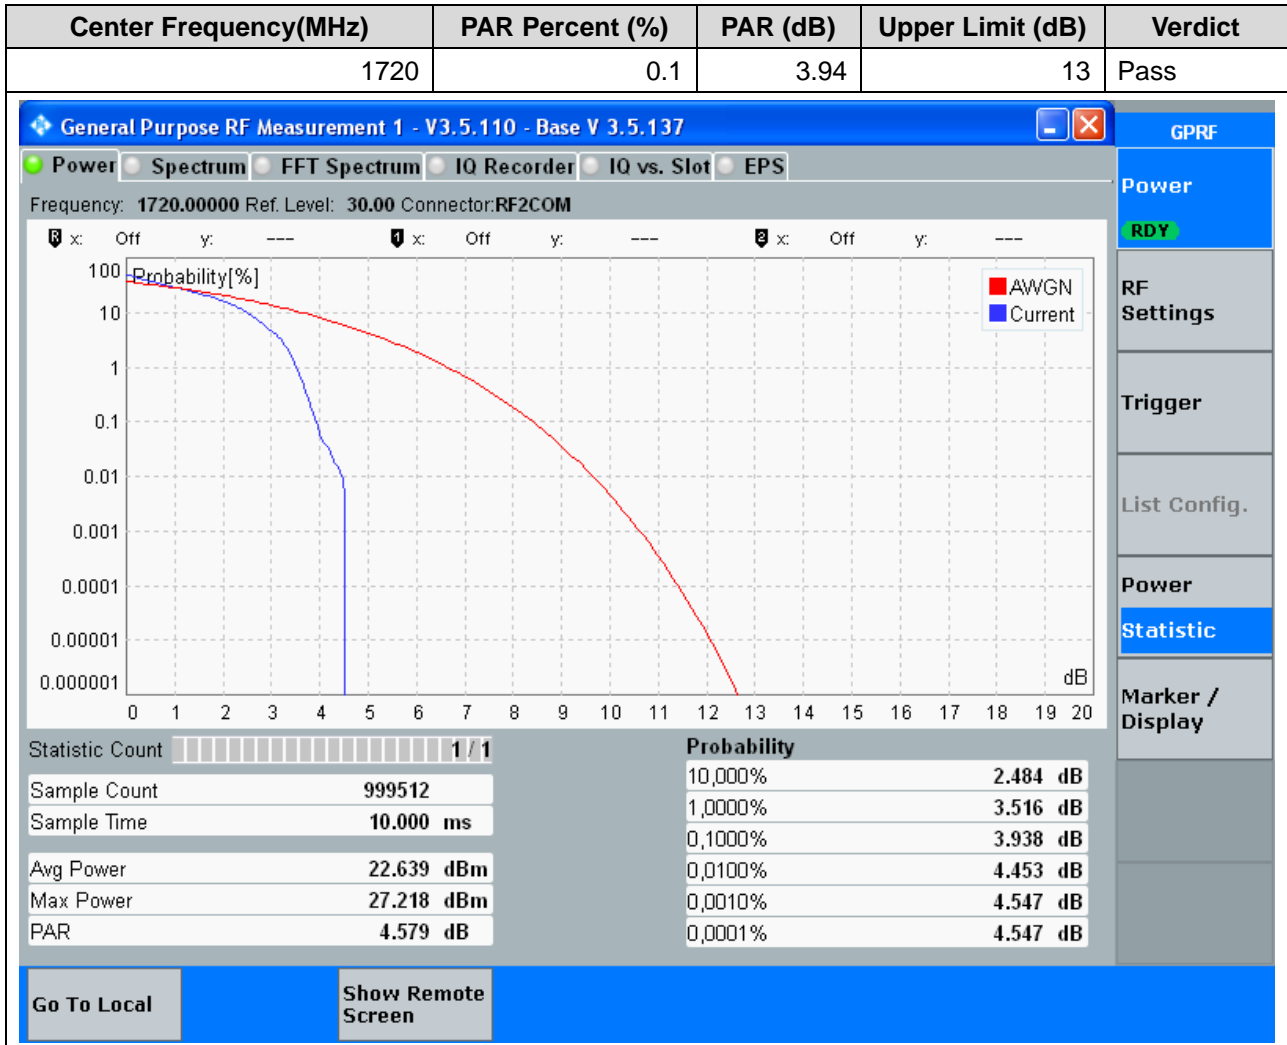 Center Frequency(MHz) PAR Percent (%) PAR (dB) Upper Limit (dB) Verdict
1720 0.1 3.94 13 Pass
General Purpose RF Measurement 1 - V3.5.110 - Base V 3.5.137
GPRF
Power Spectrum FFT Spectrum IQ Recorder IQ vs. Slot EPS
Frequency: 1720.00000 Ref. Level: 30.00 Connector:RF2COM
R x: Off y: --- 1 x: Off y: --- 2 x: Off y: ---
Probability[%]
AWGN
Current
100
10
1
0.1
0.01
0.001
0.0001
0.00001
0.000001
dB
0 1 2 3 4 5 6 7 8 9 10 11 12 13 14 15 16 17 18 19 20
Statistic Count 1 / 1
Sample Count 999512
Sample Time 10.000 ms
Avg Power 22.639 dBm
Max Power 27.218 dBm
PAR 4.579 dB
Probability
10,000% 2.484 dB
1,0000% 3.516 dB
0,1000% 3.938 dB
0,0100% 4.453 dB
0,0010% 4.547 dB
0,0001% 4.547 dB
Power
RDY
RF
Settings
Trigger
List Config.
Power
Statistic
Marker /
Display
Go To Local
Show Remote
Screen